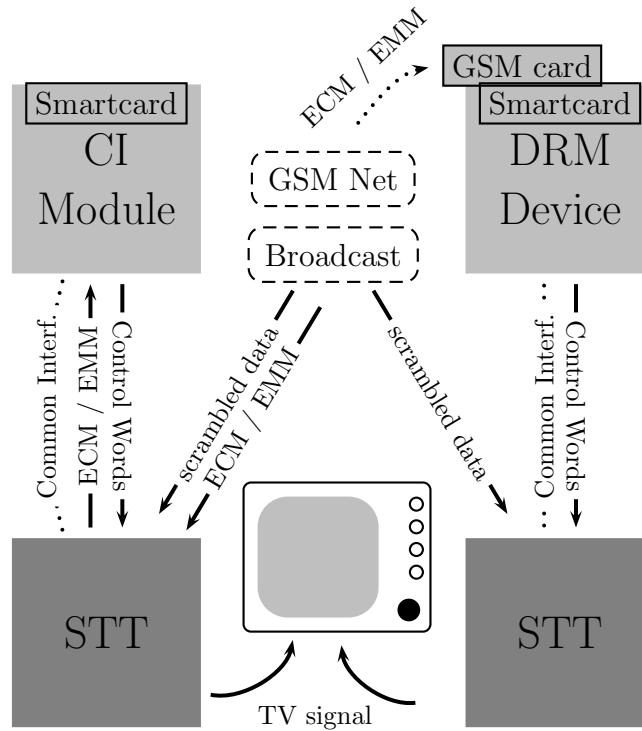 ECM / EMM
GSM card
Smartcard
Smartcard
CI
Module
DRM
Device
GSM Net
Broadcast
Common Interf.
ECM / EMM
Control Words
scrambled data
ECM / EMM
scrambled data
Common Interf.
Control Words
STT
STT
TV signal